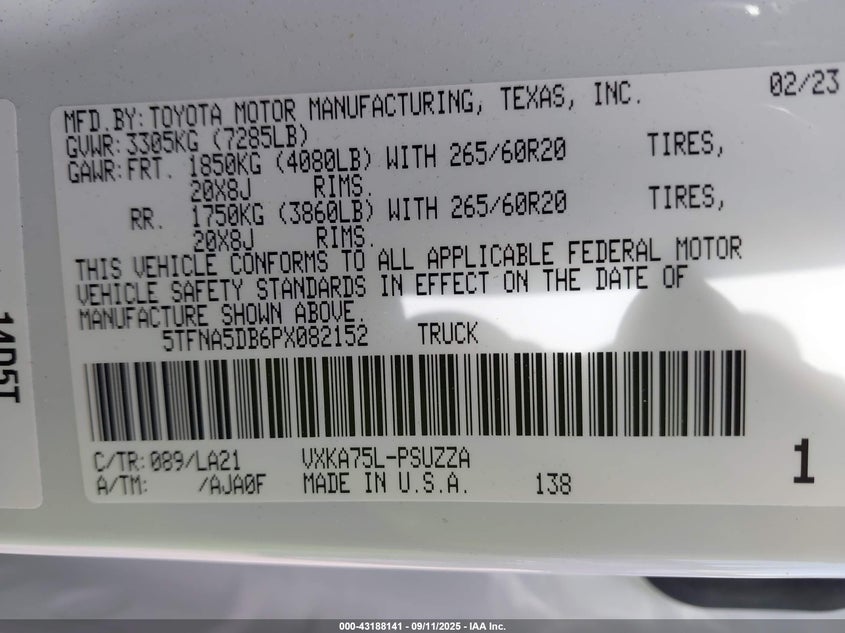 MFD.BY: TOYOTA MOTOR MANUFACTURING, TEXAS, INC. 02/23
GVWR: 3305KG (7285LB)
GAWR: FRT. 1850KG (4080LB) WITH 265/60R20 TIRES,
20X8J RIMS.
RR. 1750KG (3860LB) WITH 265/60R20 TIRES,
20X8J RIMS.
THIS VEHICLE CONFORMS TO ALL APPLICABLE FEDERAL MOTOR
VEHICLE SAFETY STANDARDS IN EFFECT ON THE DATE OF
MANUFACTURE SHOWN ABOVE.
5TFNA5DB6PX082152 TRUCK
C/TR: 089/LA21 VXKA75L-PSUZZA
A/TM: /AJA0F MADE IN U.S.A. 138
1
14D5T
000-43188141 - 09/11/2025 - IAA Inc.